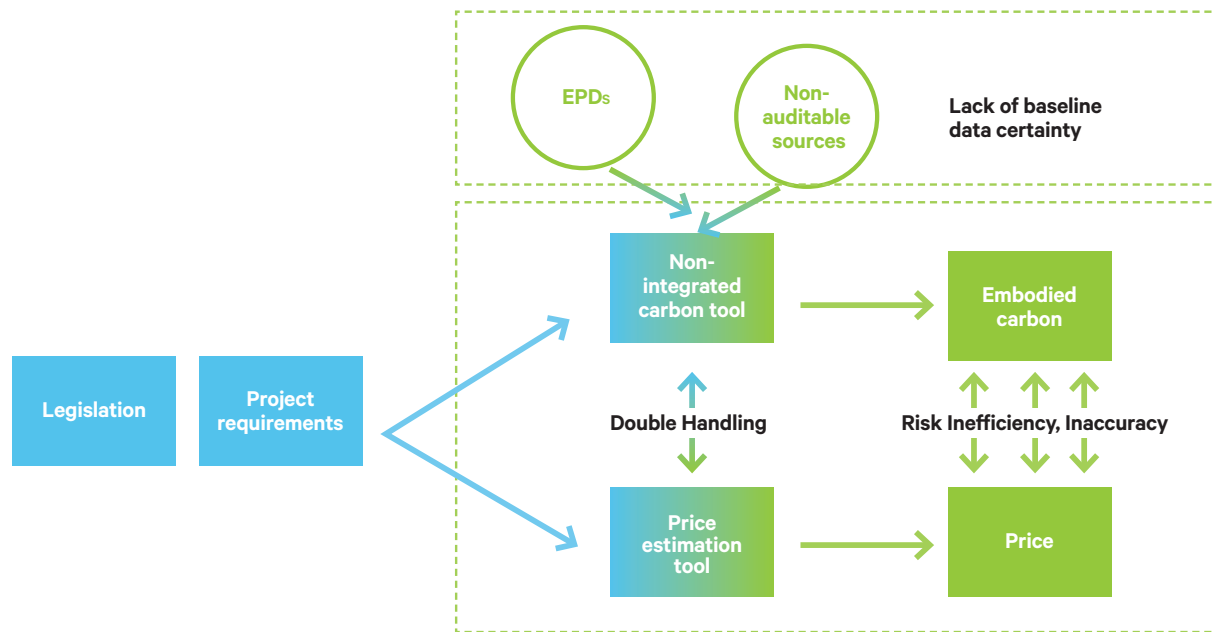 EPDs
Non-
auditable
sources
Lack of baseline
data certainty
Non-
integrated
carbon tool
Embodied
carbon
Legislation
Project
requirements
Double Handling
Risk Inefficiency, Inaccuracy
Price
estimation
tool
Price